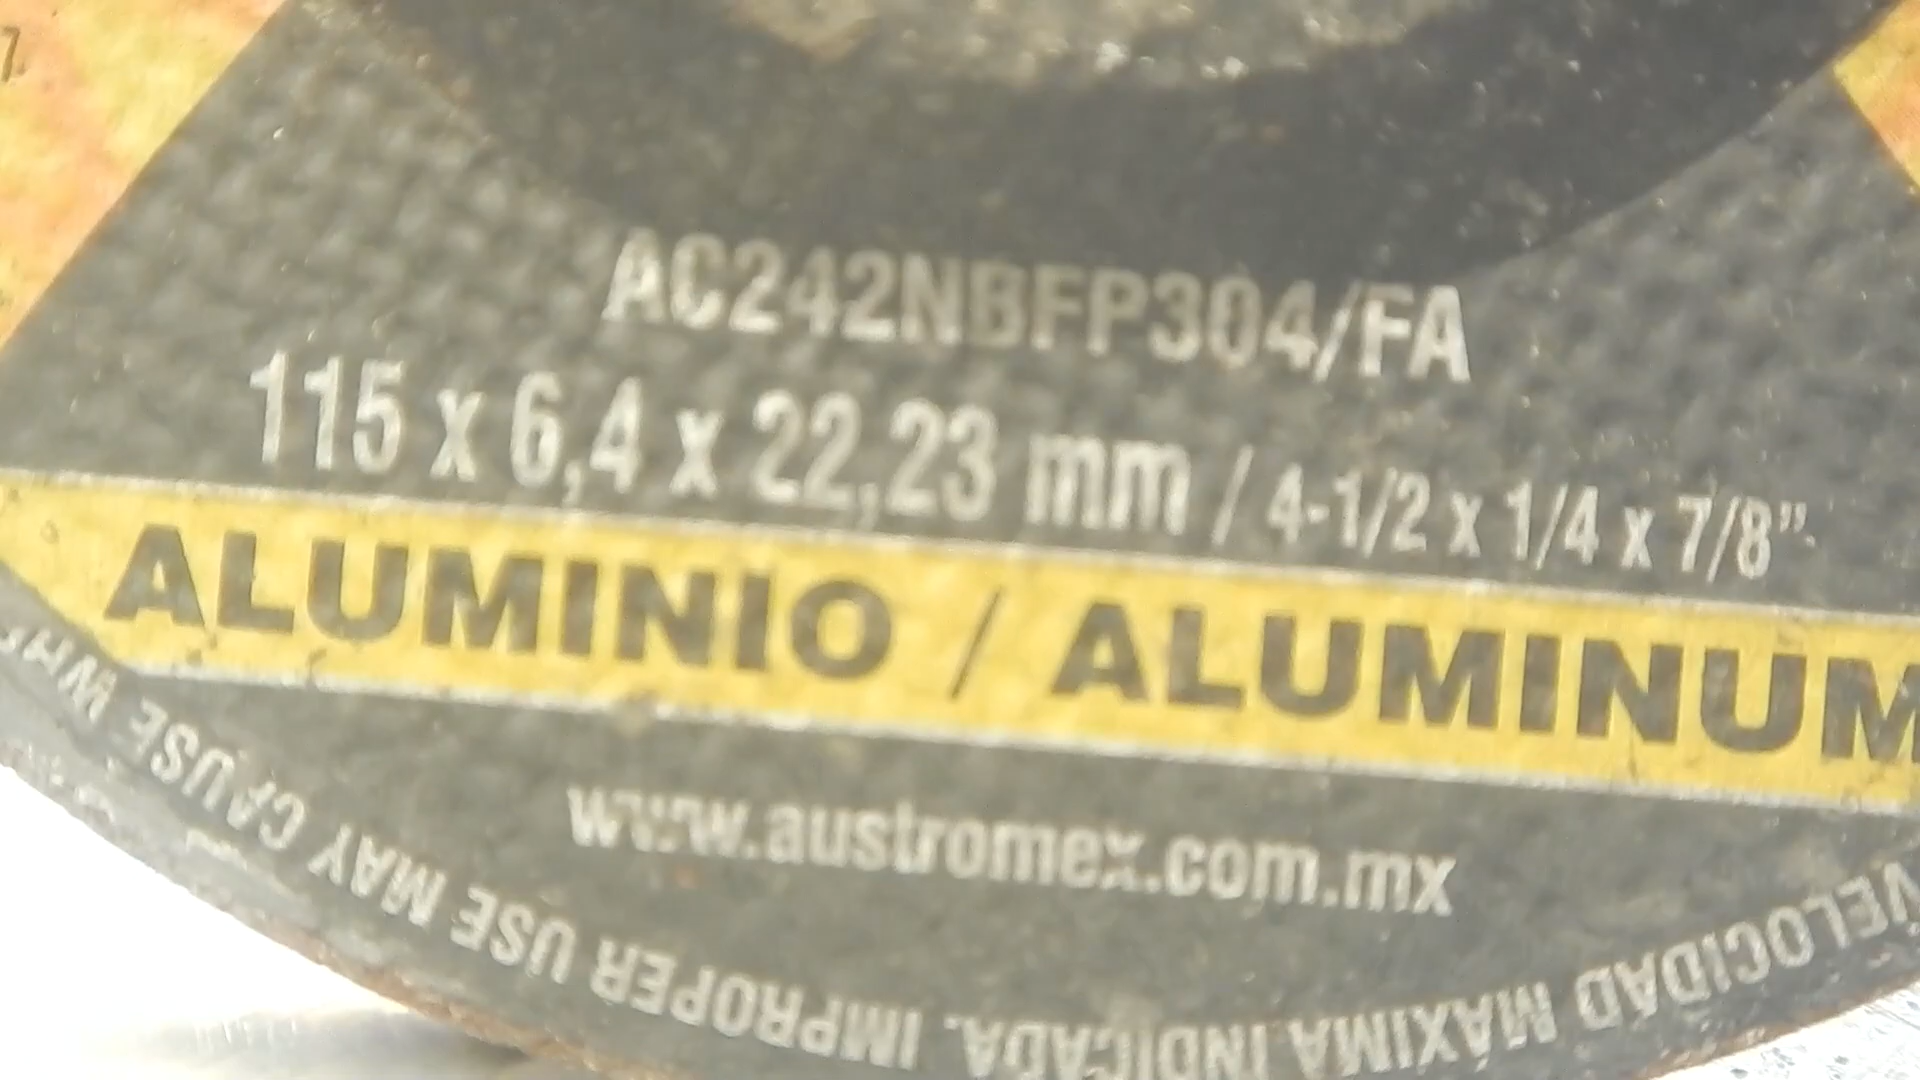 AC242NBFP304/FA
115 x 6,4 x 22,23 mm / 4-1/2 x 1/4 x 7/8”
ALUMINIO / ALUMINUM
www.austromex.com.mx
VELOCIDAD MÁXIMA INDICADA. IMPROPER USE MAY CAUSE